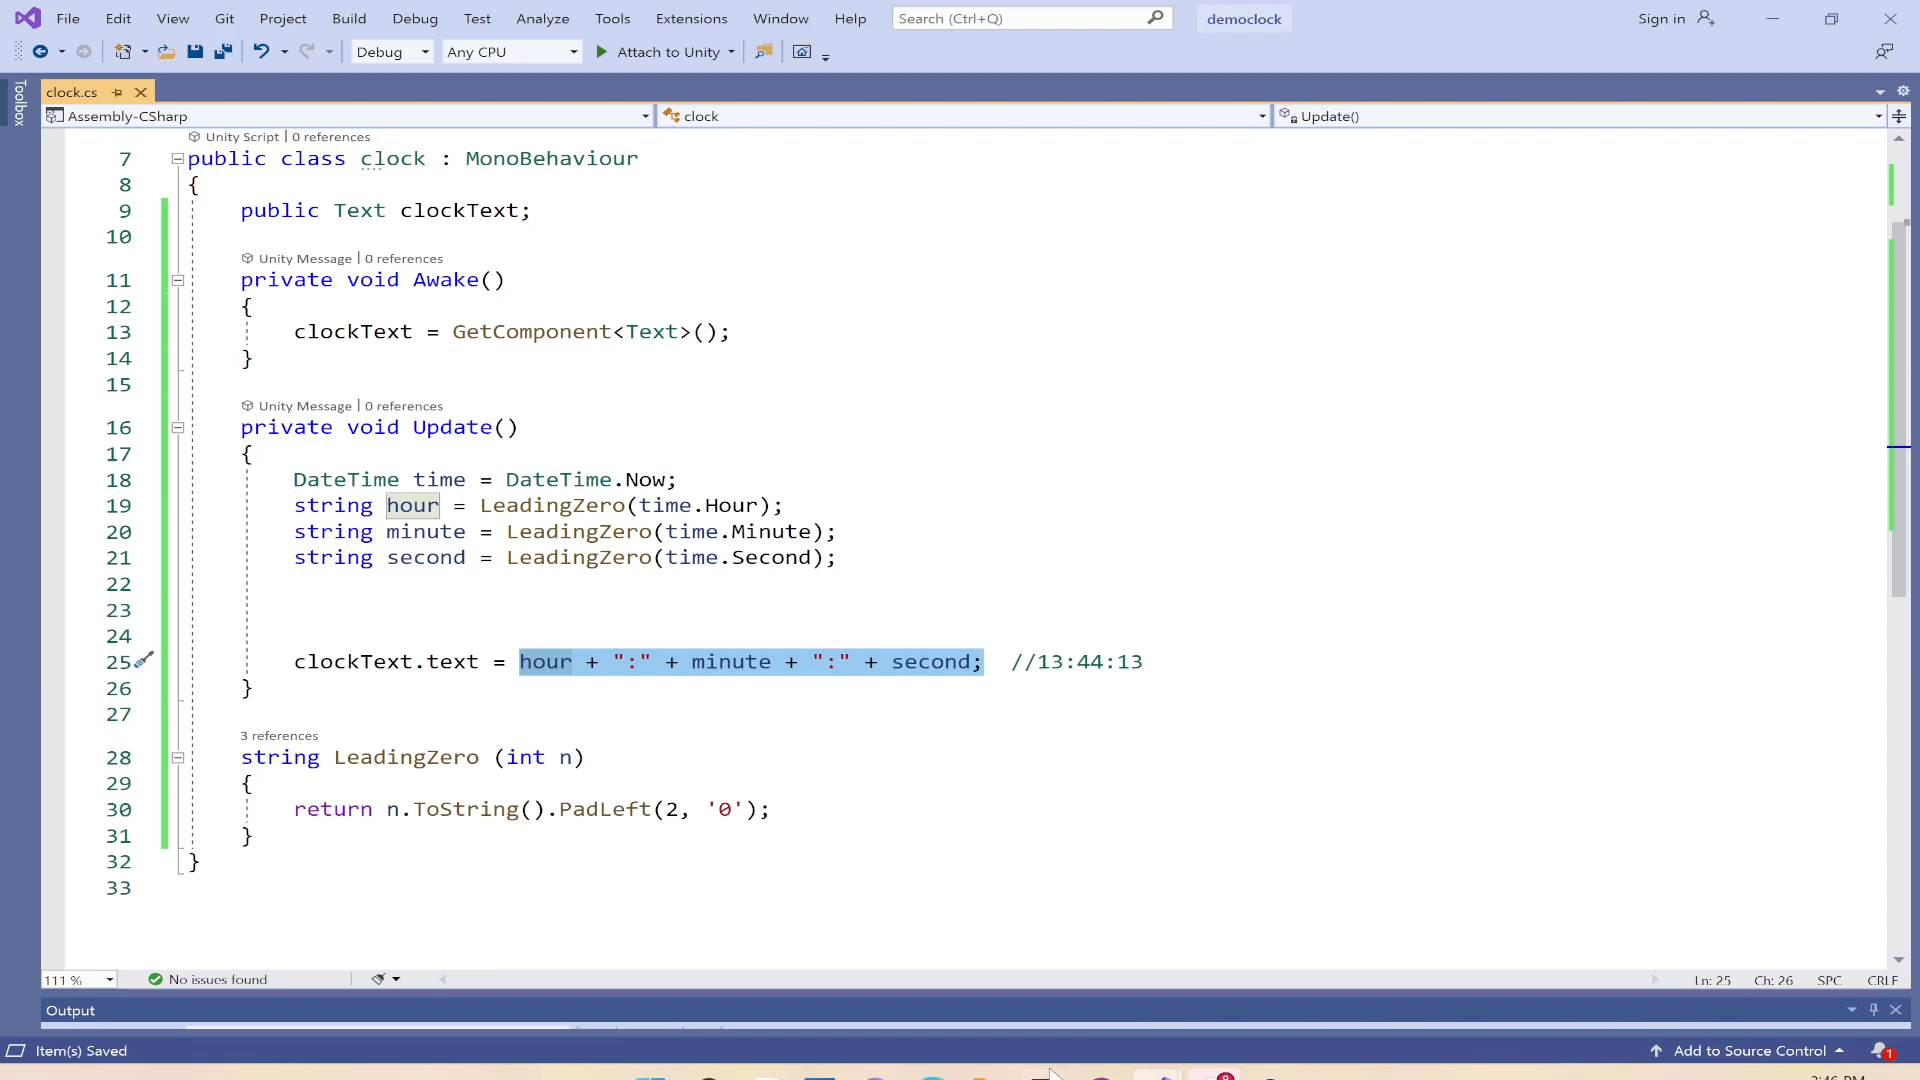 File Edit View Git Project Build Debug Test Analyze Tools Extensions Window Help Search (Ctrl+Q) democlock Sign in
Debug Any CPU Attach to Unity
Toolbox
clock.cs
Assembly-CSharp clock Update()
Unity Script | 0 references
7 public class clock : MonoBehaviour
8 {
9 public Text clockText;
10
Unity Message | 0 references
11 private void Awake()
12 {
13 clockText = GetComponent<Text>();
14 }
15
Unity Message | 0 references
16 private void Update()
17 {
18 DateTime time = DateTime.Now;
19 string hour = LeadingZero(time.Hour);
20 string minute = LeadingZero(time.Minute);
21 string second = LeadingZero(time.Second);
22
23
24
25 clockText.text = hour + ":" + minute + ":" + second; //13:44:13
26 }
27
3 references
28 string LeadingZero (int n)
29 {
30 return n.ToString().PadLeft(2, '0');
31 }
32 }
33
111 % No issues found Ln: 25 Ch: 26 SPC CRLF
Output
Item(s) Saved Add to Source Control 1